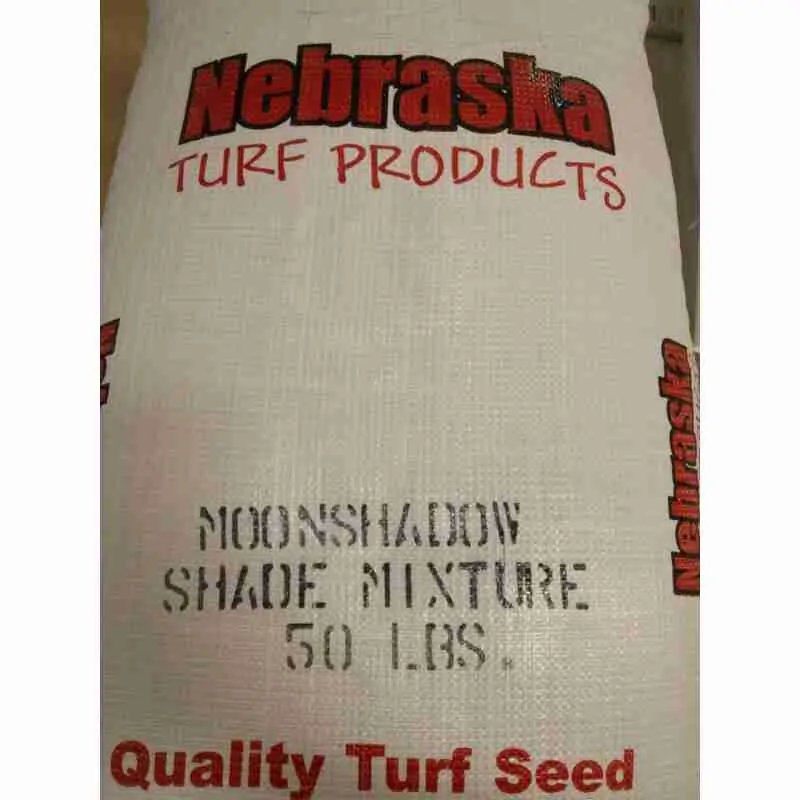 Nebraska
TURF PRODUCTS
Nebraska
MOONSHADOW
SHADE MIXTURE
50 LBS.
Quality Turf Seed